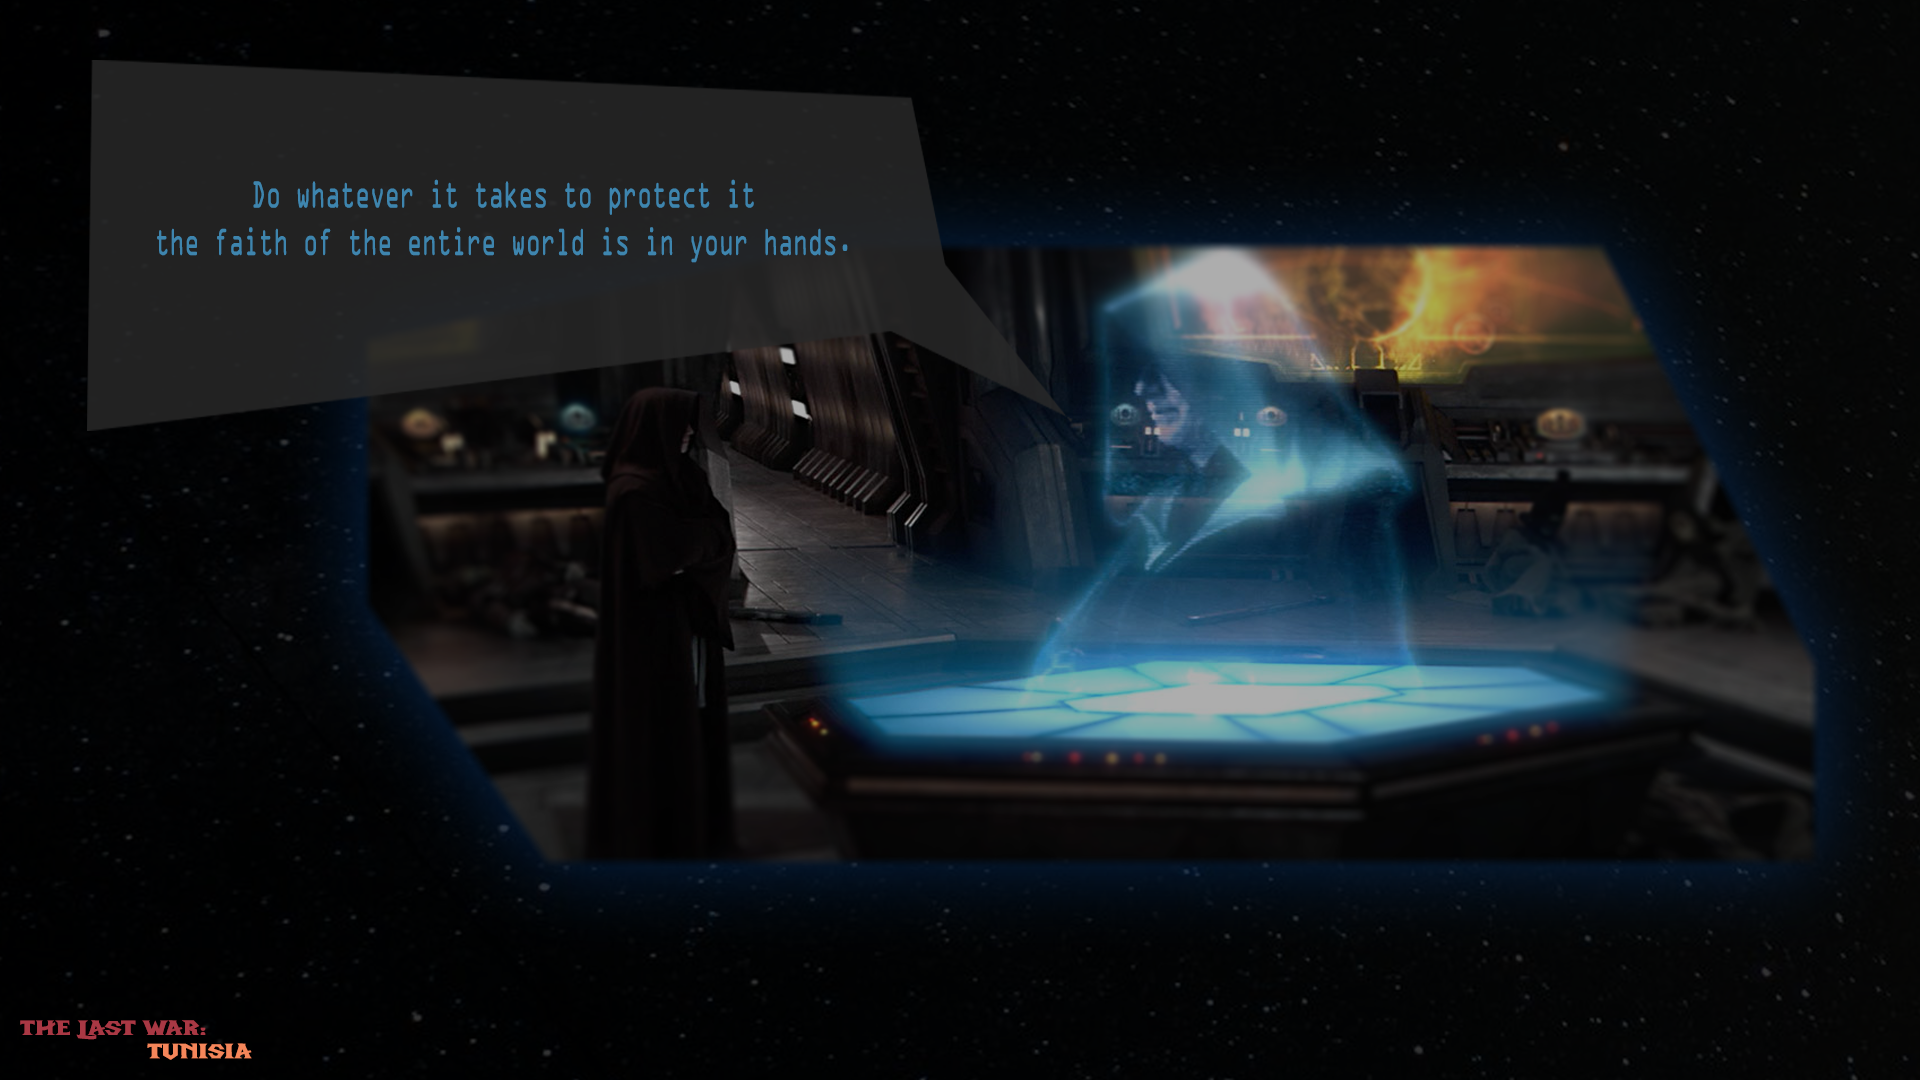 Do whatever it takes to protect it
the faith of the entire world is in your hands.
THE LAST WAR:
TUNISIA